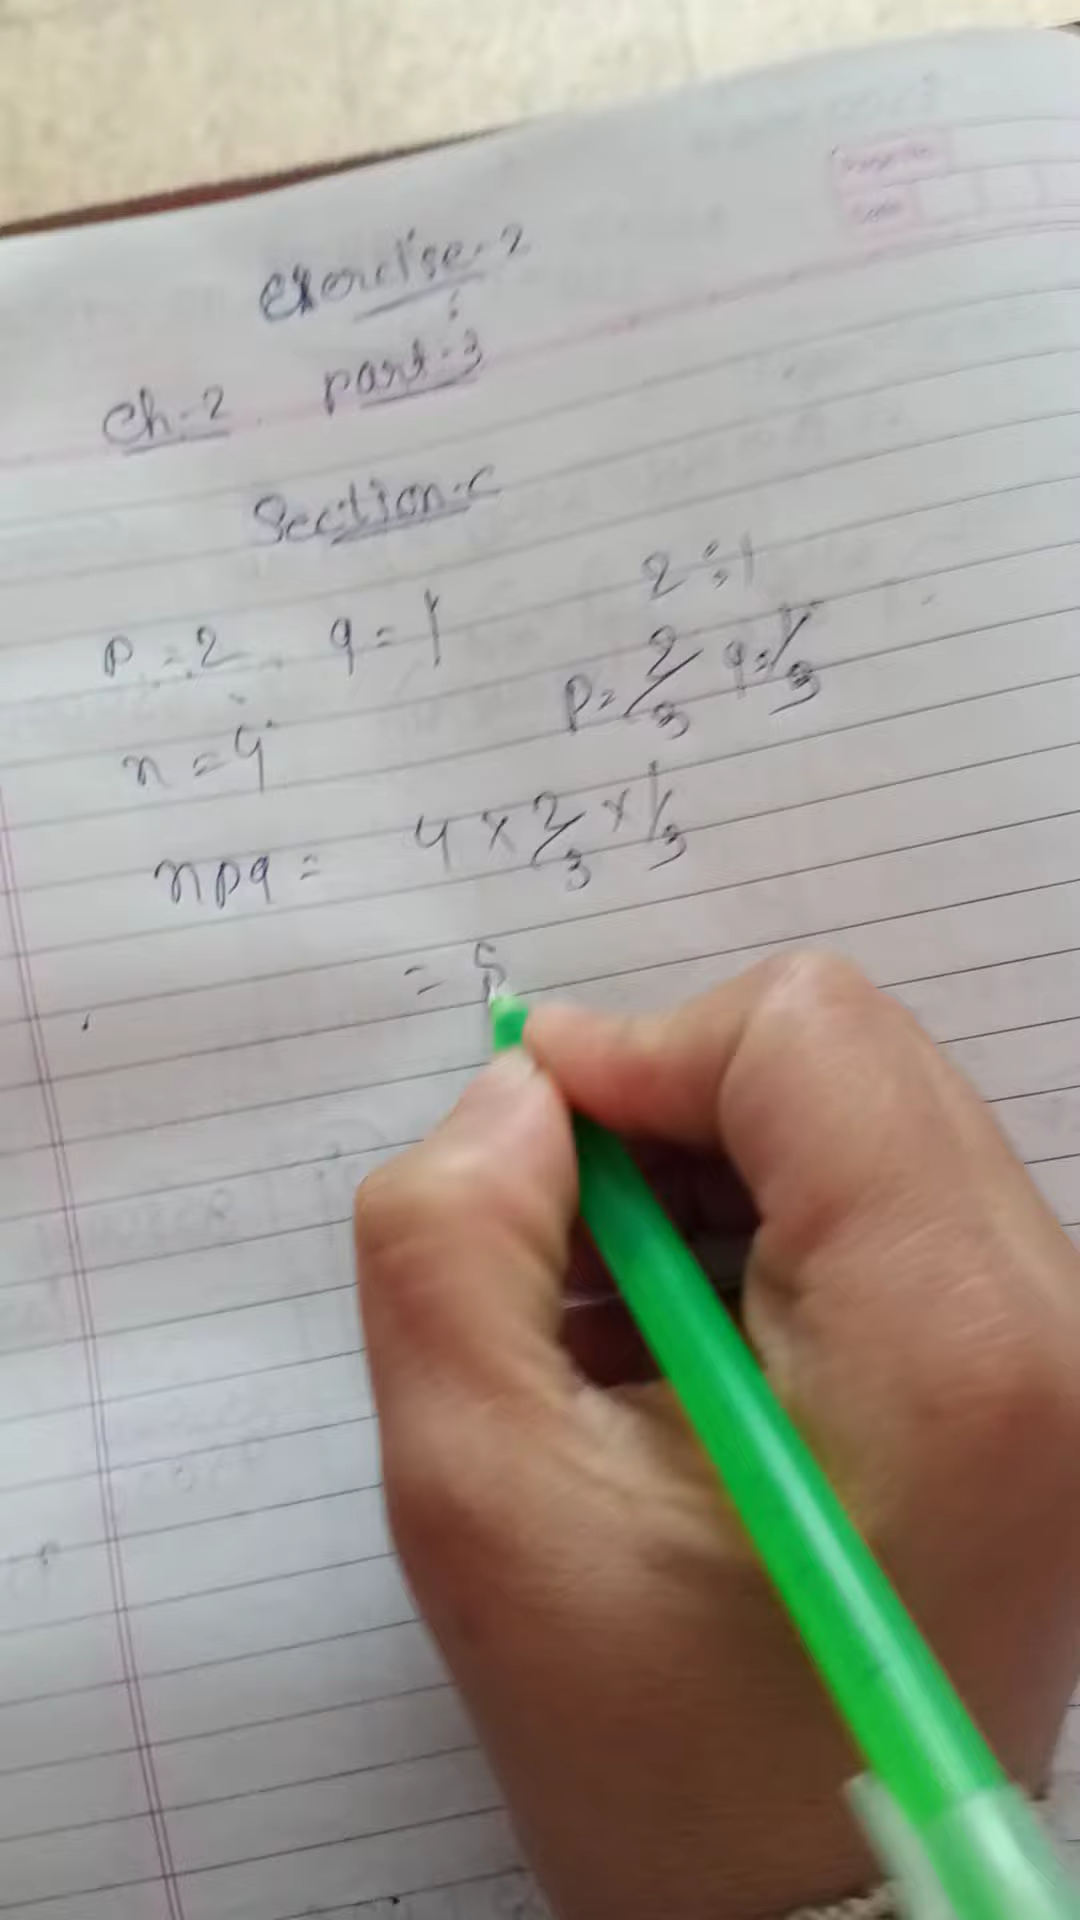 Exercise-2
Ch-2 Part-3
Section-C
2:1
P=2 q=1
P=2/3 q=1/3
n=4
npq = 4 × 2/3 × 1/3
= 8